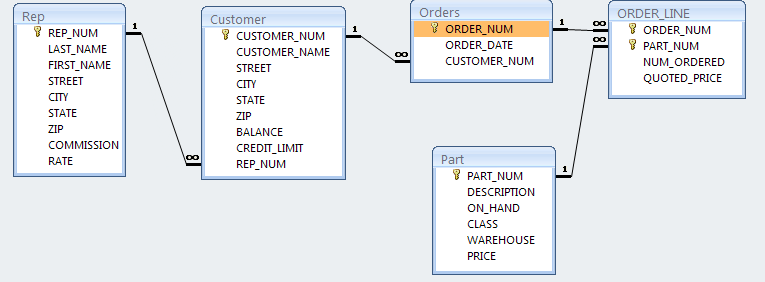 Rep
REP_NUM
LAST_NAME
FIRST_NAME
STREET
CITY
STATE
ZIP
COMMISSION
RATE
1
∞
Customer
CUSTOMER_NUM
CUSTOMER_NAME
STREET
CITY
STATE
ZIP
BALANCE
CREDIT_LIMIT
REP_NUM
1
∞
Orders
ORDER_NUM
ORDER_DATE
CUSTOMER_NUM
1
∞
∞
ORDER_LINE
ORDER_NUM
PART_NUM
NUM_ORDERED
QUOTED_PRICE
Part
PART_NUM
DESCRIPTION
ON_HAND
CLASS
WAREHOUSE
PRICE
1